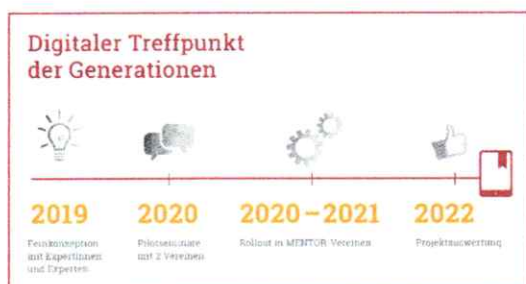 Digitaler Treffpunkt
der Generationen
2019
2020
2020 – 2021
2022
Feinkonzeption
mit Expertinnen
und Experten
Pilotseminare
mit 2 Vereinen
Rollout in MENTOR-Vereinen
Projektauswertung